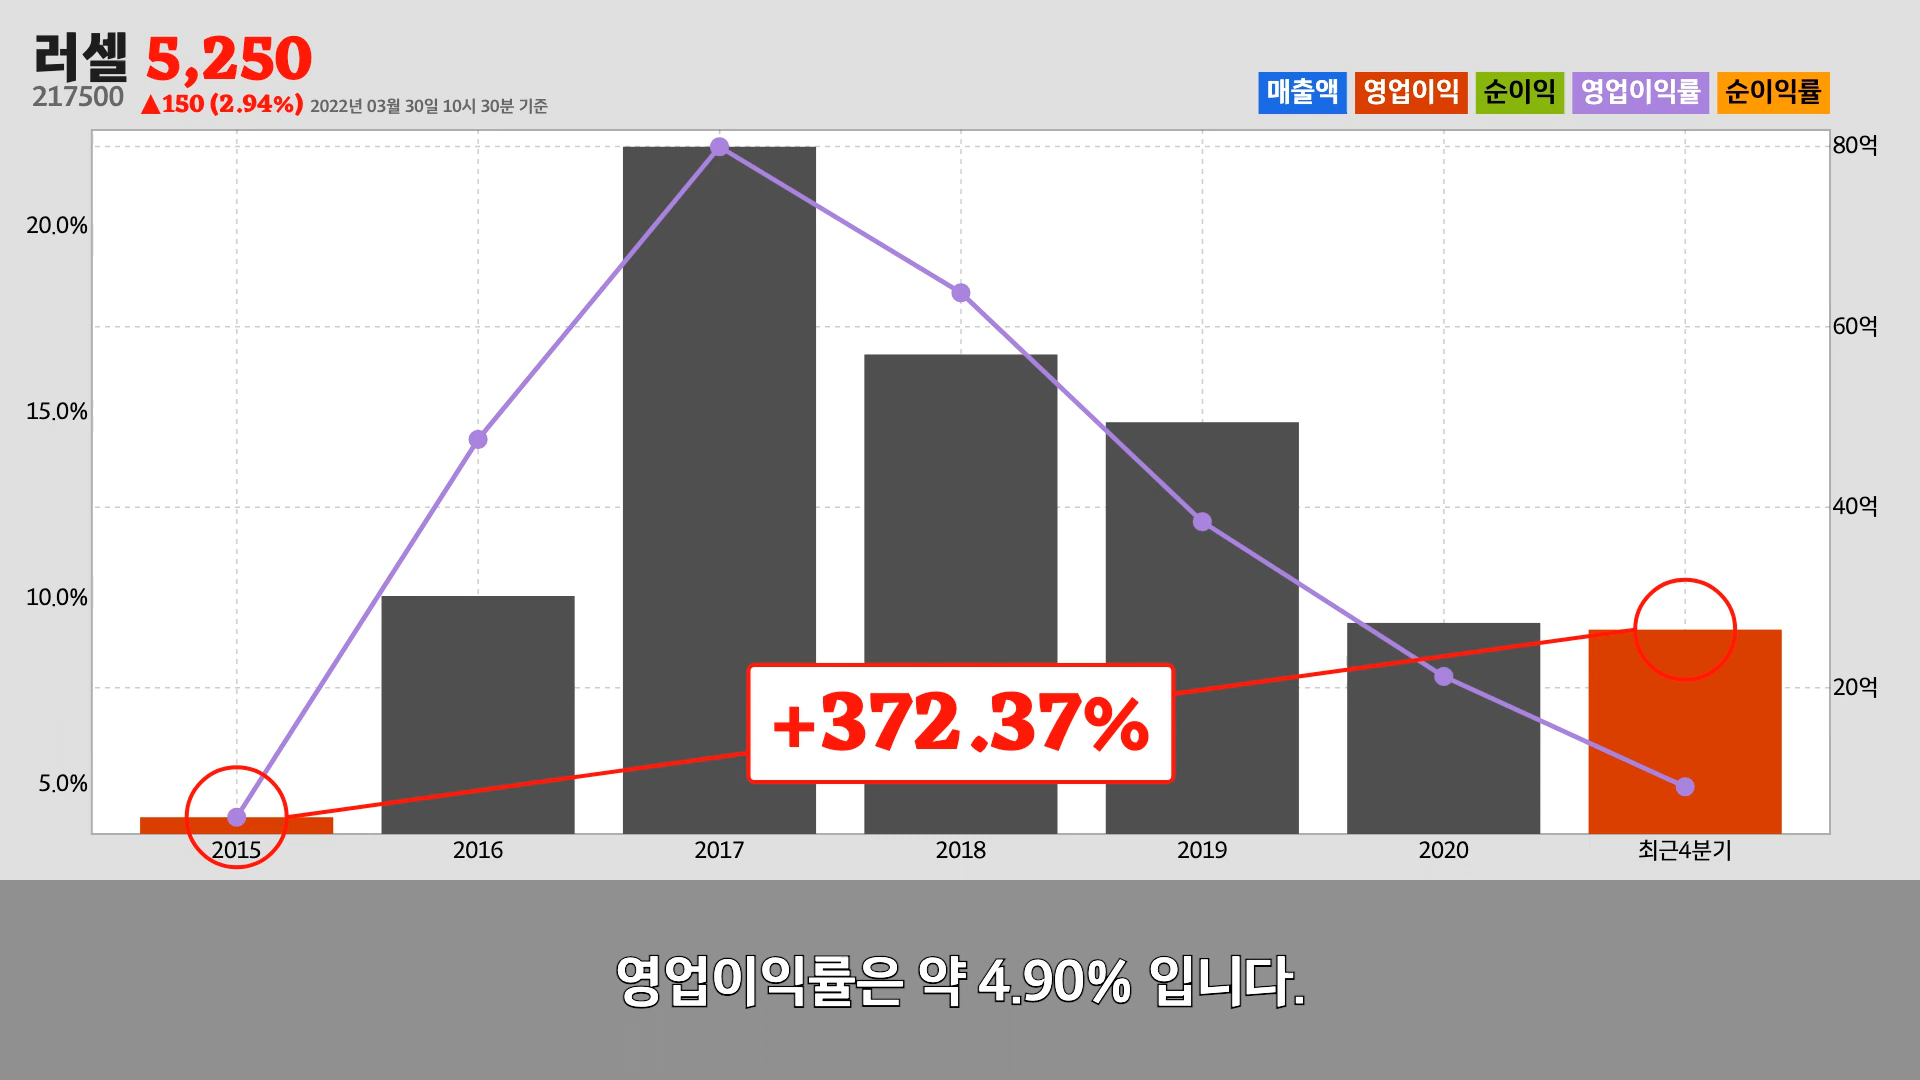 러셀 5,250
217500 ▲150 (2.94%) 2022년 03월 30일 10시 30분 기준
매출액 영업이익 순이익 영업이익률 순이익률
80억
20.0%
60억
15.0%
40억
10.0%
20억
+372.37%
5.0%
2015 2016 2017 2018 2019 2020 최근4분기
영업이익률은 약 4.90% 입니다.